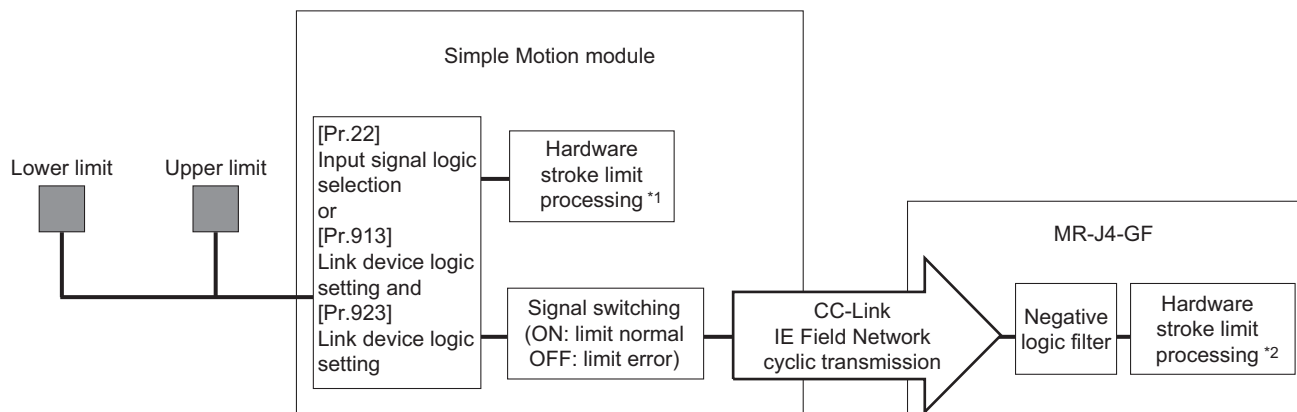 Simple Motion module
Lower limit
Upper limit
[Pr.22]
Input signal logic
selection
or
[Pr.913]
Link device logic
setting and
[Pr.923]
Link device logic
setting
Hardware
stroke limit
processing *1
Signal switching
(ON: limit normal
OFF: limit error)
CC-Link
IE Field Network
cyclic transmission
MR-J4-GF
Negative
logic filter
Hardware
stroke limit
processing *2